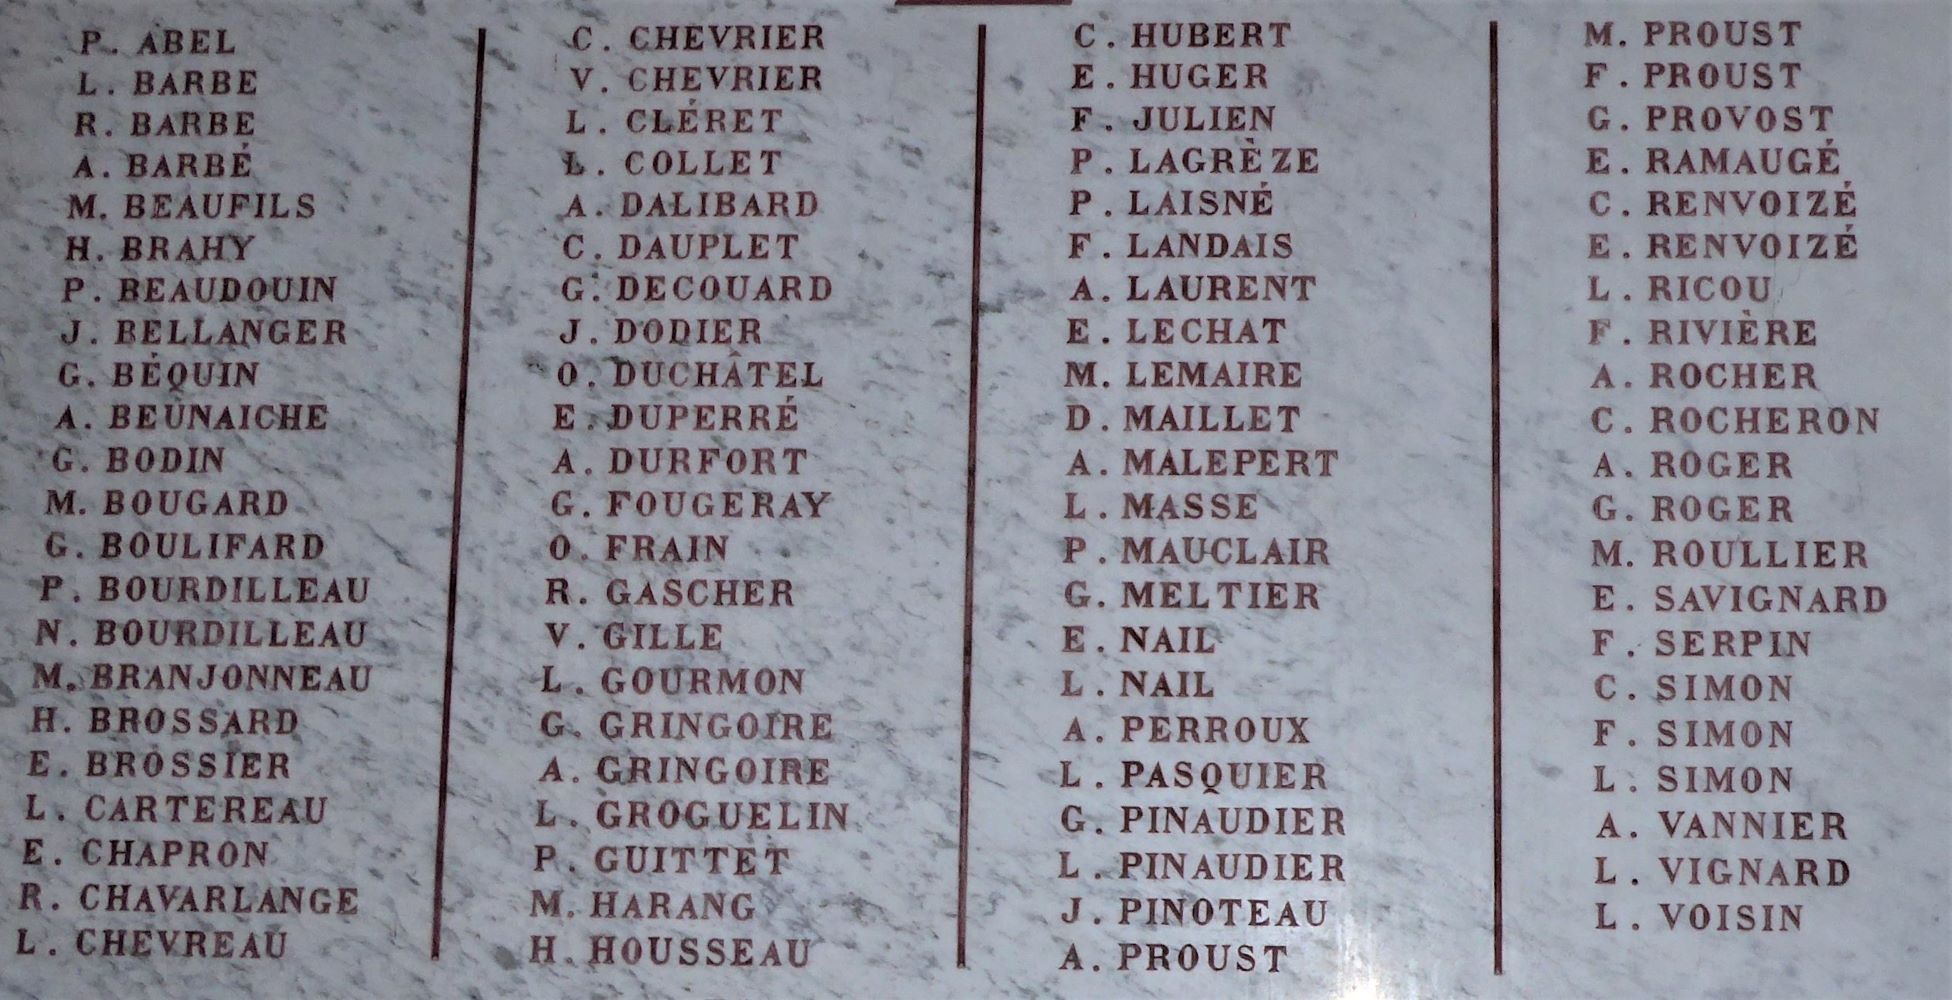 P. ABEL
L. BARBE
R. BARBE
A. BARBÉ
M. BEAUFILS
H. BRAHY
P. BEAUDOUIN
J. BELLANGER
G. BÉQUIN
A. BEUNAICHE
G. BODIN
M. BOUGARD
G. BOULIFARD
P. BOURDILLEAU
N. BOURDILLEAU
M. BRANJONNEAU
H. BROSSARD
E. BROSSIER
L. CARTEREAU
E. CHAPRON
R. CHAVARLANGE
L. CHEVREAU
C. CHEVRIER
V. CHEVRIER
L. CLÉRET
L. COLLET
A. DALIBARD
C. DAUPLET
G. DECOUARD
J. DODIER
O. DUCHÂTEL
E. DUPERRÉ
A. DURFORT
G. FOUGERAY
O. FRAIN
R. GASCHER
V. GILLE
L. GOURMON
G. GRINGOIRE
A. GRINGOIRE
L. GROGUELIN
P. GUITTET
M. HARANG
H. HOUSSEAU
C. HUBERT
E. HUGER
F. JULIEN
P. LAGRÈZE
P. LAISNÉ
F. LANDAIS
A. LAURENT
E. LECHAT
M. LEMAIRE
D. MAILLET
A. MALEPERT
L. MASSE
P. MAUCLAIR
G. MELTIER
E. NAIL
L. NAIL
A. PERROUX
L. PASQUIER
G. PINAUDIER
L. PINAUDIER
J. PINOTEAU
A. PROUST
M. PROUST
F. PROUST
G. PROVOST
E. RAMAUGÉ
C. RENVOIZÉ
E. RENVOIZÉ
L. RICOU
F. RIVIÈRE
A. ROCHER
C. ROCHERON
A. ROGER
G. ROGER
M. ROULLIER
E. SAVIGNARD
F. SERPIN
C. SIMON
F. SIMON
L. SIMON
A. VANNIER
L. VIGNARD
L. VOISIN